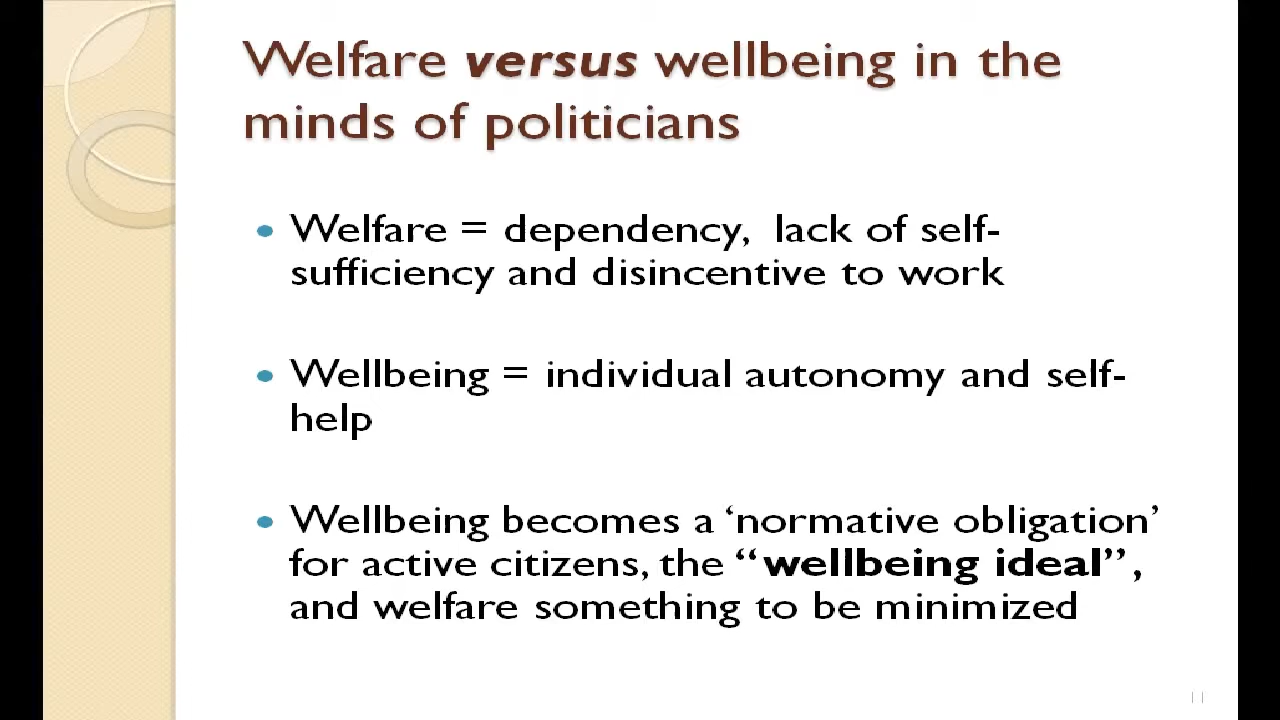 Welfare versus wellbeing in the
minds of politicians
• Welfare = dependency,  lack of self-
sufficiency and disincentive to work
• Wellbeing = individual autonomy and self-
help
• Wellbeing becomes a ‘normative obligation’
for active citizens, the “wellbeing ideal”,
and welfare something to be minimized
11